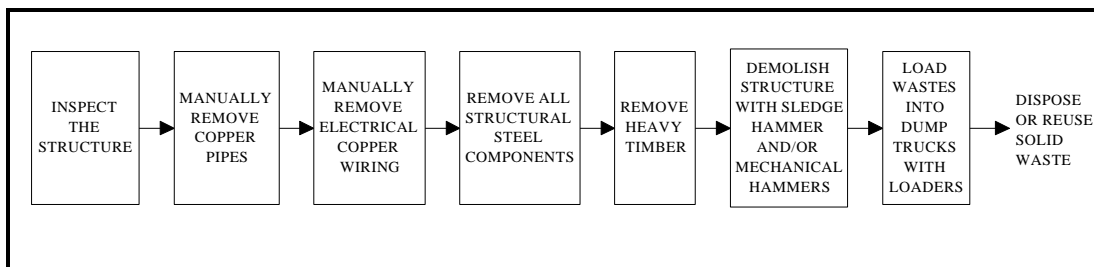 INSPECT
THE
STRUCTURE
MANUALLY
REMOVE
COPPER
PIPES
MANUALLY
REMOVE
ELECTRICAL
COPPER
WIRING
REMOVE ALL
STRUCTURAL
STEEL
COMPONENTS
REMOVE
HEAVY
TIMBER
DEMOLISH
STRUCTURE
WITH SLEDGE
HAMMER
AND/OR
MECHANICAL
HAMMERS
LOAD
WASTES
INTO
DUMP
TRUCKS
WITH
LOADERS
DISPOSE
OR REUSE
SOLID
WASTE